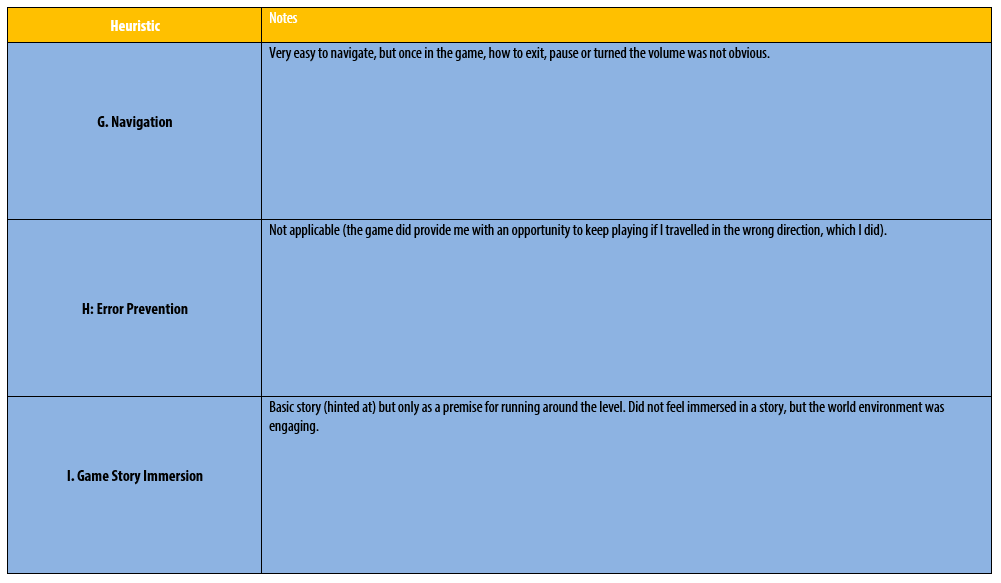 Heuristic
Notes
G. Navigation
Very easy to navigate, but once in the game, how to exit, pause or turned the volume was not obvious.
H: Error Prevention
Not applicable (the game did provide me with an opportunity to keep playing if I travelled in the wrong direction, which I did).
I. Game Story Immersion
Basic story (hinted at) but only as a premise for running around the level. Did not feel immersed in a story, but the world environment was
engaging.